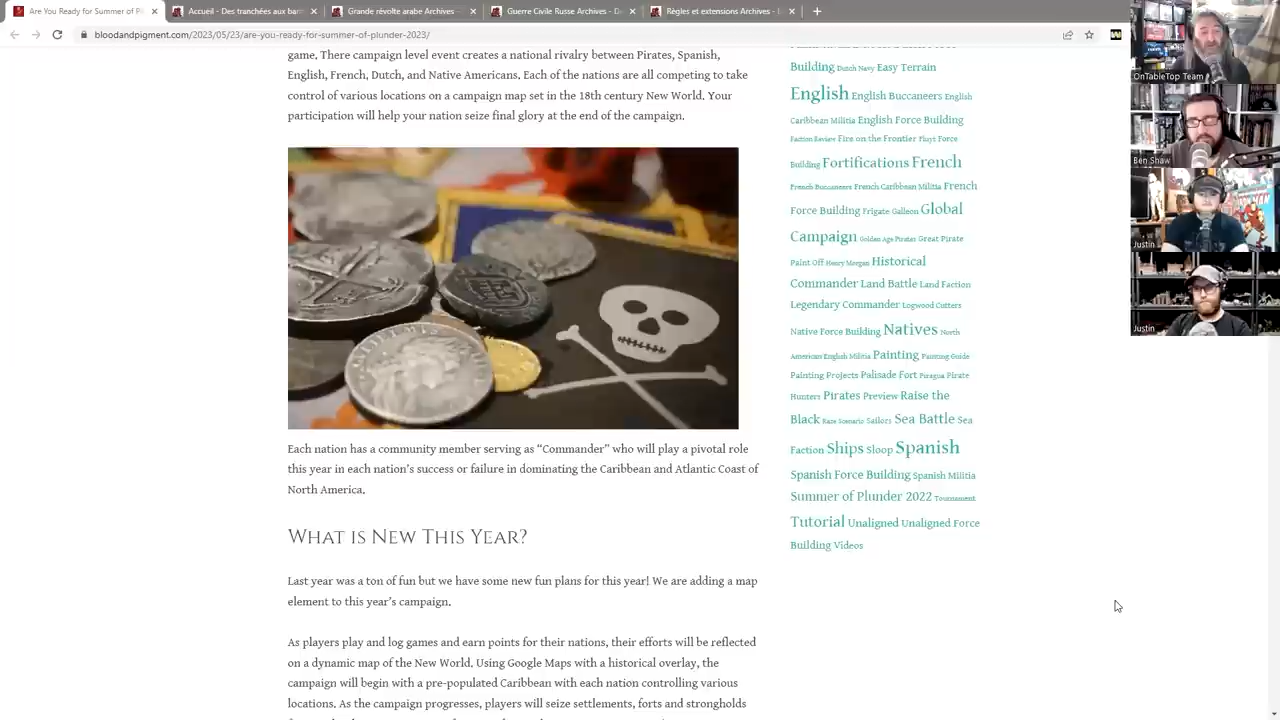 Are You Ready for Summer of Pl
Accueil - Des tranchées aux barr
Grande révolte arabe Archives -
Guerre Civile Russe Archives - De
Règles et extensions Archives -
bloodandpigment.com/2023/05/23/are-you-ready-for-summer-of-plunder-2023/
Pirates, Spanish,
English, French, Dutch, and Native Americans. Each of the nations are all competing to take
control of various locations on a campaign map set in the 18th century New World. Your
participation will help your nation seize final glory at the end of the campaign.
Each nation has a community member serving as “Commander” who will play a pivotal role
this year in each nation’s success or failure in dominating the Caribbean and Atlantic Coast of
North America.
What is New This Year?
Last year was a ton of fun but we have some new fun plans for this year! We are adding a map
element to this year’s campaign.
As players play and log games and earn points for their nations, their efforts will be reflected
on a dynamic map of the New World. Using Google Maps with a historical overlay, the
campaign will begin with a pre-populated Caribbean with each nation controlling various
locations. As the campaign progresses, players will seize settlements, forts and strongholds
Building Dutch Navy Easy Terrain
English English Buccaneers English
Caribbean Militia English Force Building
Faction Review Fire on the Frontier Floyt Force
Building Fortifications French
French Buccaneers French Caribbean Militia French
Force Building Frigate Galleon Global
Campaign Golden Age Pirates Great Pirate
Paint Off Henry Morgan Historical
Commander Land Battle Land Faction
Legendary Commander Logwood Cutters
Native Force Building Natives North
American English Militia Painting Painting Guide
Painting Projects Palisade Fort Piragua Pirate
Hunters Pirates Preview Raise the
Black Raze Scenario Sailors Sea Battle Sea
Faction Ships Sloop Spanish
Spanish Force Building Spanish Militia
Summer of Plunder 2022 Tournament
Tutorial Unaligned Unaligned Force
Building Videos
OnTableTop Team
Ben Shaw
Justin
Justin